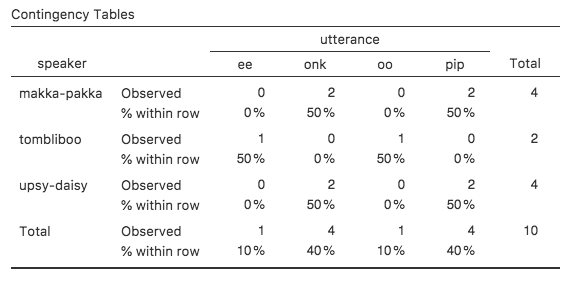 Contingency Tables
utterance
speaker ee onk oo pip Total
makka-pakka Observed 0 2 0 2 4
% within row 0% 50% 0% 50%
tombliboo Observed 1 0 1 0 2
% within row 50% 0% 50% 0%
upsy-daisy Observed 0 2 0 2 4
% within row 0% 50% 0% 50%
Total Observed 1 4 1 4 10
% within row 10% 40% 10% 40%